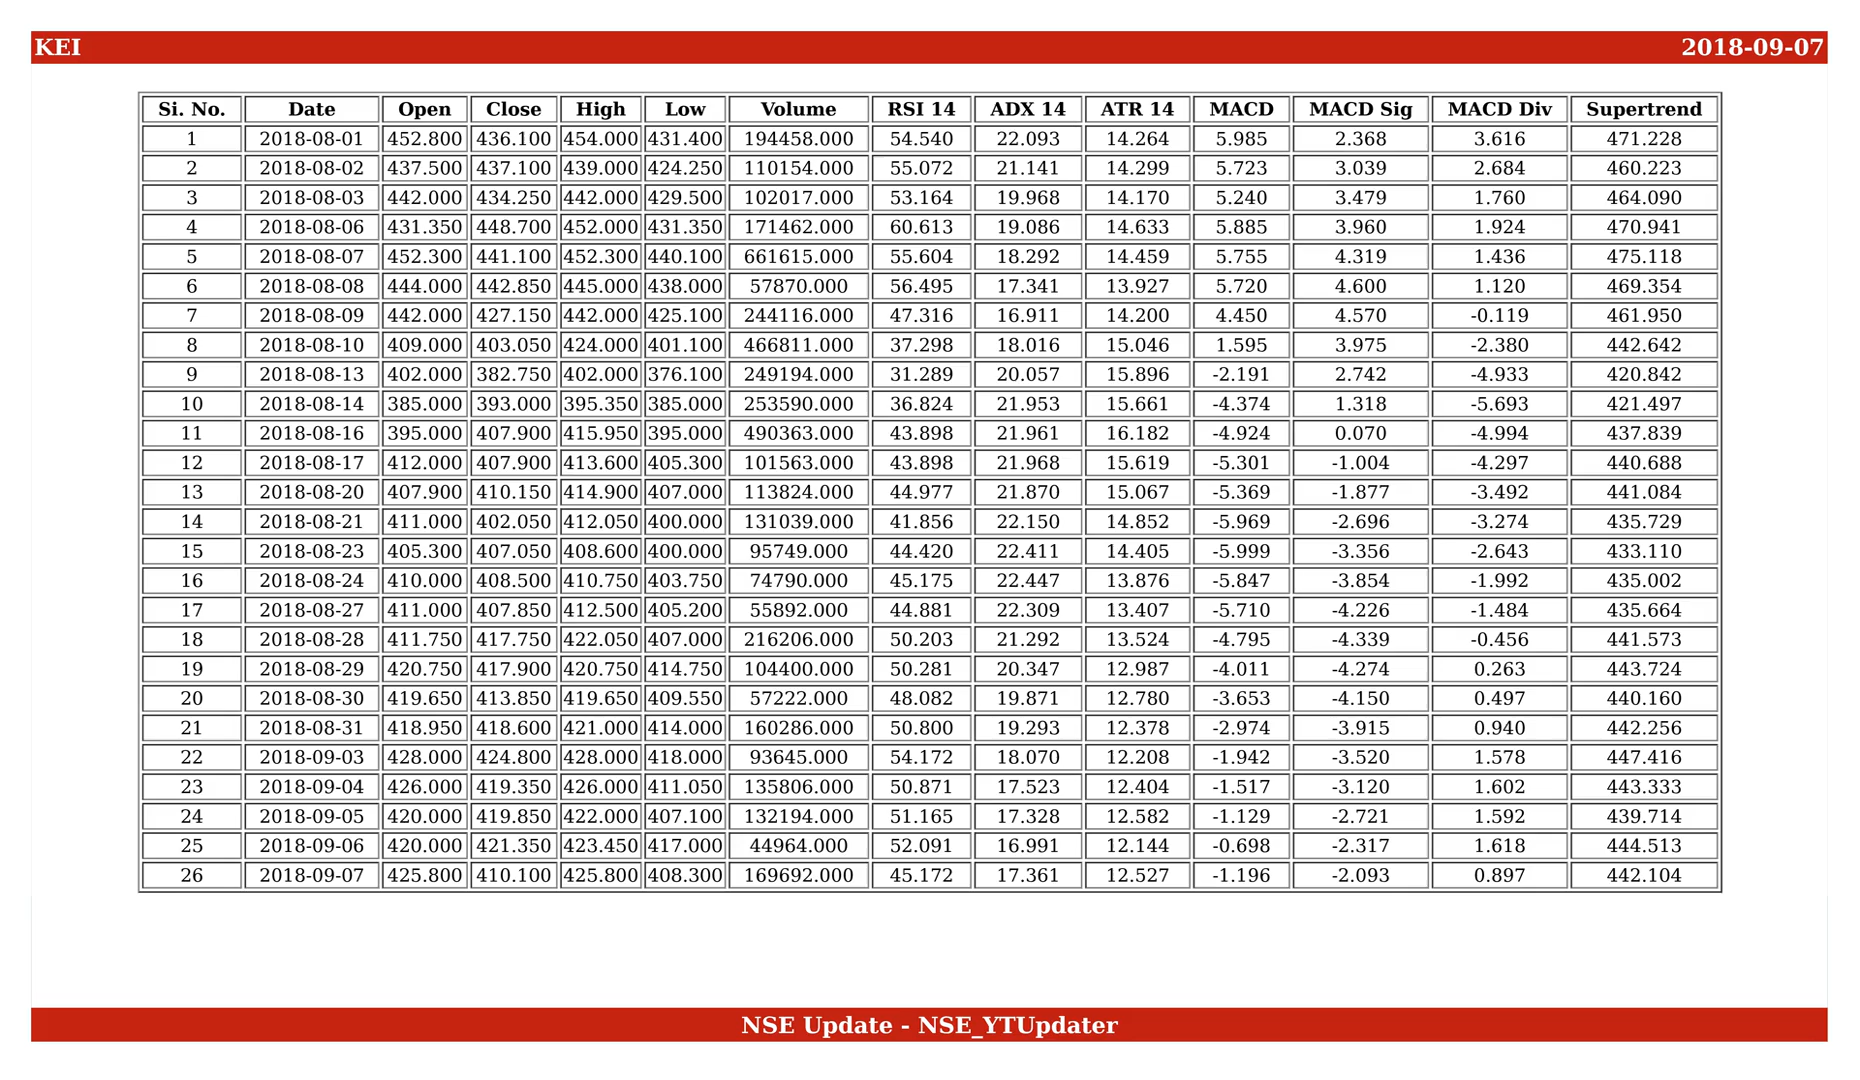 KEI 2018-09-07
Si. No. Date Open Close High Low Volume RSI 14 ADX 14 ATR 14 MACD MACD Sig MACD Div Supertrend
1 2018-08-01 452.800 436.100 454.000 431.400 194458.000 54.540 22.093 14.264 5.985 2.368 3.616 471.228
2 2018-08-02 437.500 437.100 439.000 424.250 110154.000 55.072 21.141 14.299 5.723 3.039 2.684 460.223
3 2018-08-03 442.000 434.250 442.000 429.500 102017.000 53.164 19.968 14.170 5.240 3.479 1.760 464.090
4 2018-08-06 431.350 448.700 452.000 431.350 171462.000 60.613 19.086 14.633 5.885 3.960 1.924 470.941
5 2018-08-07 452.300 441.100 452.300 440.100 661615.000 55.604 18.292 14.459 5.755 4.319 1.436 475.118
6 2018-08-08 444.000 442.850 445.000 438.000 57870.000 56.495 17.341 13.927 5.720 4.600 1.120 469.354
7 2018-08-09 442.000 427.150 442.000 425.100 244116.000 47.316 16.911 14.200 4.450 4.570 -0.119 461.950
8 2018-08-10 409.000 403.050 424.000 401.100 466811.000 37.298 18.016 15.046 1.595 3.975 -2.380 442.642
9 2018-08-13 402.000 382.750 402.000 376.100 249194.000 31.289 20.057 15.896 -2.191 2.742 -4.933 420.842
10 2018-08-14 385.000 393.000 395.350 385.000 253590.000 36.824 21.953 15.661 -4.374 1.318 -5.693 421.497
11 2018-08-16 395.000 407.900 415.950 395.000 490363.000 43.898 21.961 16.182 -4.924 0.070 -4.994 437.839
12 2018-08-17 412.000 407.900 413.600 405.300 101563.000 43.898 21.968 15.619 -5.301 -1.004 -4.297 440.688
13 2018-08-20 407.900 410.150 414.900 407.000 113824.000 44.977 21.870 15.067 -5.369 -1.877 -3.492 441.084
14 2018-08-21 411.000 402.050 412.050 400.000 131039.000 41.856 22.150 14.852 -5.969 -2.696 -3.274 435.729
15 2018-08-23 405.300 407.050 408.600 400.000 95749.000 44.420 22.411 14.405 -5.999 -3.356 -2.643 433.110
16 2018-08-24 410.000 408.500 410.750 403.750 74790.000 45.175 22.447 13.876 -5.847 -3.854 -1.992 435.002
17 2018-08-27 411.000 407.850 412.500 405.200 55892.000 44.881 22.309 13.407 -5.710 -4.226 -1.484 435.664
18 2018-08-28 411.750 417.750 422.050 407.000 216206.000 50.203 21.292 13.524 -4.795 -4.339 -0.456 441.573
19 2018-08-29 420.750 417.900 420.750 414.750 104400.000 50.281 20.347 12.987 -4.011 -4.274 0.263 443.724
20 2018-08-30 419.650 413.850 419.650 409.550 57222.000 48.082 19.871 12.780 -3.653 -4.150 0.497 440.160
21 2018-08-31 418.950 418.600 421.000 414.000 160286.000 50.800 19.293 12.378 -2.974 -3.915 0.940 442.256
22 2018-09-03 428.000 424.800 428.000 418.000 93645.000 54.172 18.070 12.208 -1.942 -3.520 1.578 447.416
23 2018-09-04 426.000 419.350 426.000 411.050 135806.000 50.871 17.523 12.404 -1.517 -3.120 1.602 443.333
24 2018-09-05 420.000 419.850 422.000 407.100 132194.000 51.165 17.328 12.582 -1.129 -2.721 1.592 439.714
25 2018-09-06 420.000 421.350 423.450 417.000 44964.000 52.091 16.991 12.144 -0.698 -2.317 1.618 444.513
26 2018-09-07 425.800 410.100 425.800 408.300 169692.000 45.172 17.361 12.527 -1.196 -2.093 0.897 442.104
NSE Update - NSE_YTUpdater